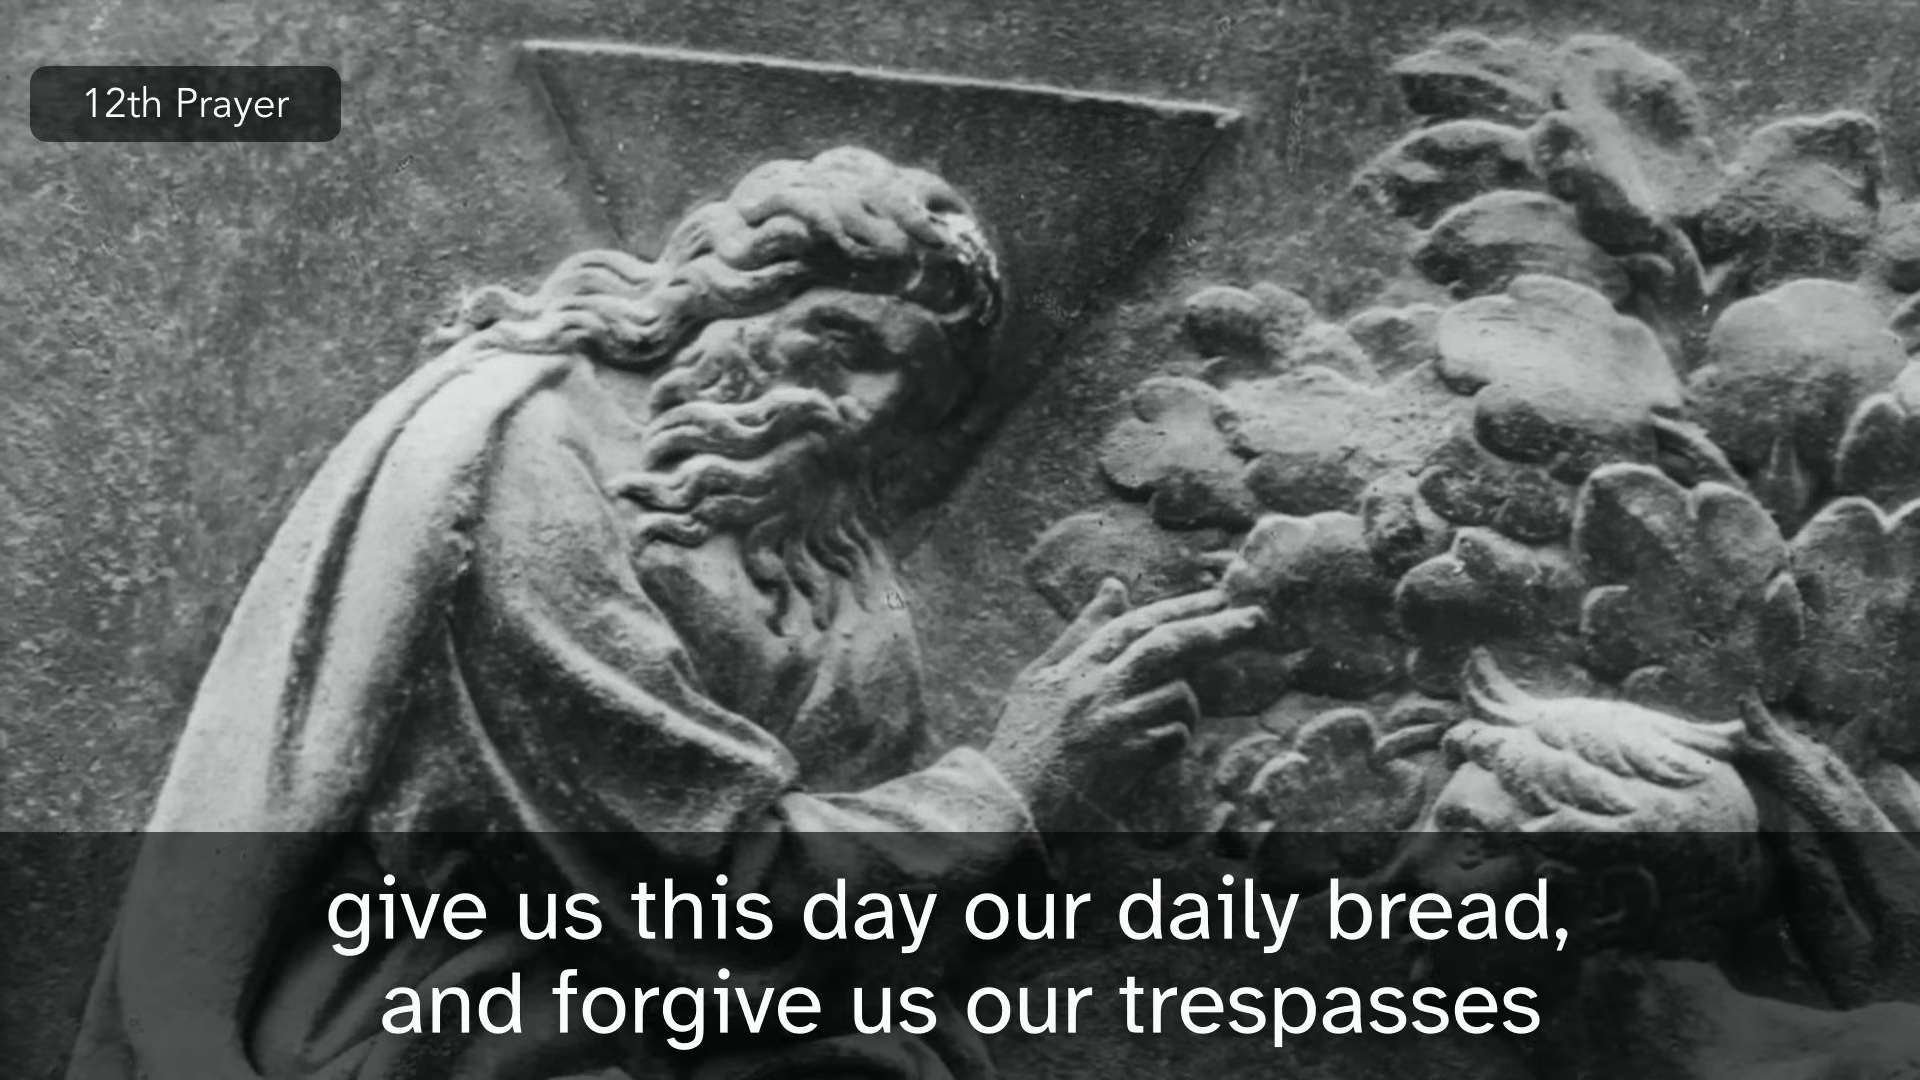 12th Prayer
give us this day our daily bread,
and forgive us our trespasses